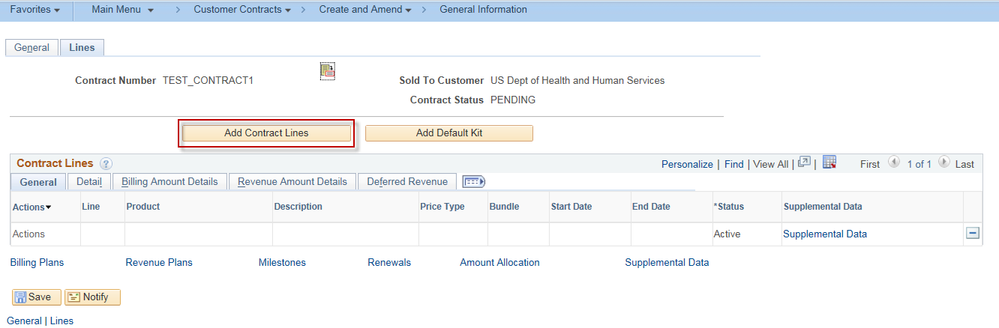 Favorites Main Menu > Customer Contracts > Create and Amend > General Information
General Lines
Contract Number TEST_CONTRACT1 Sold To Customer US Dept of Health and Human Services
Contract Status PENDING
Add Contract Lines Add Default Kit
Contract Lines ? Personalize | Find | View All | | First 1 of 1 Last
General Detail Billing Amount Details Revenue Amount Details Deferred Revenue
Actions Line Product Description Price Type Bundle Start Date End Date *Status Supplemental Data
Actions Active Supplemental Data
Billing Plans Revenue Plans Milestones Renewals Amount Allocation Supplemental Data
Save Notify
General | Lines